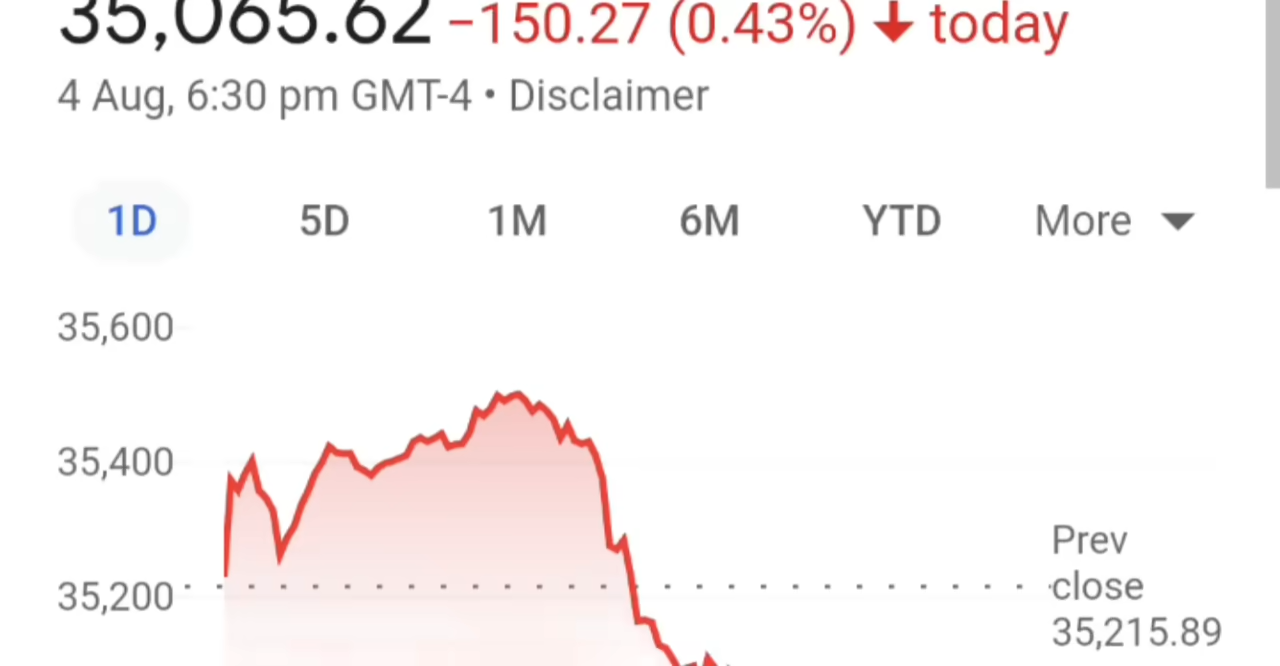 35,065.62 −150.27 (0.43%) ↓ today
4 Aug, 6:30 pm GMT-4 • Disclaimer
1D 5D 1M 6M YTD More
35,600
35,400
35,200
Prev
close
35,215.89